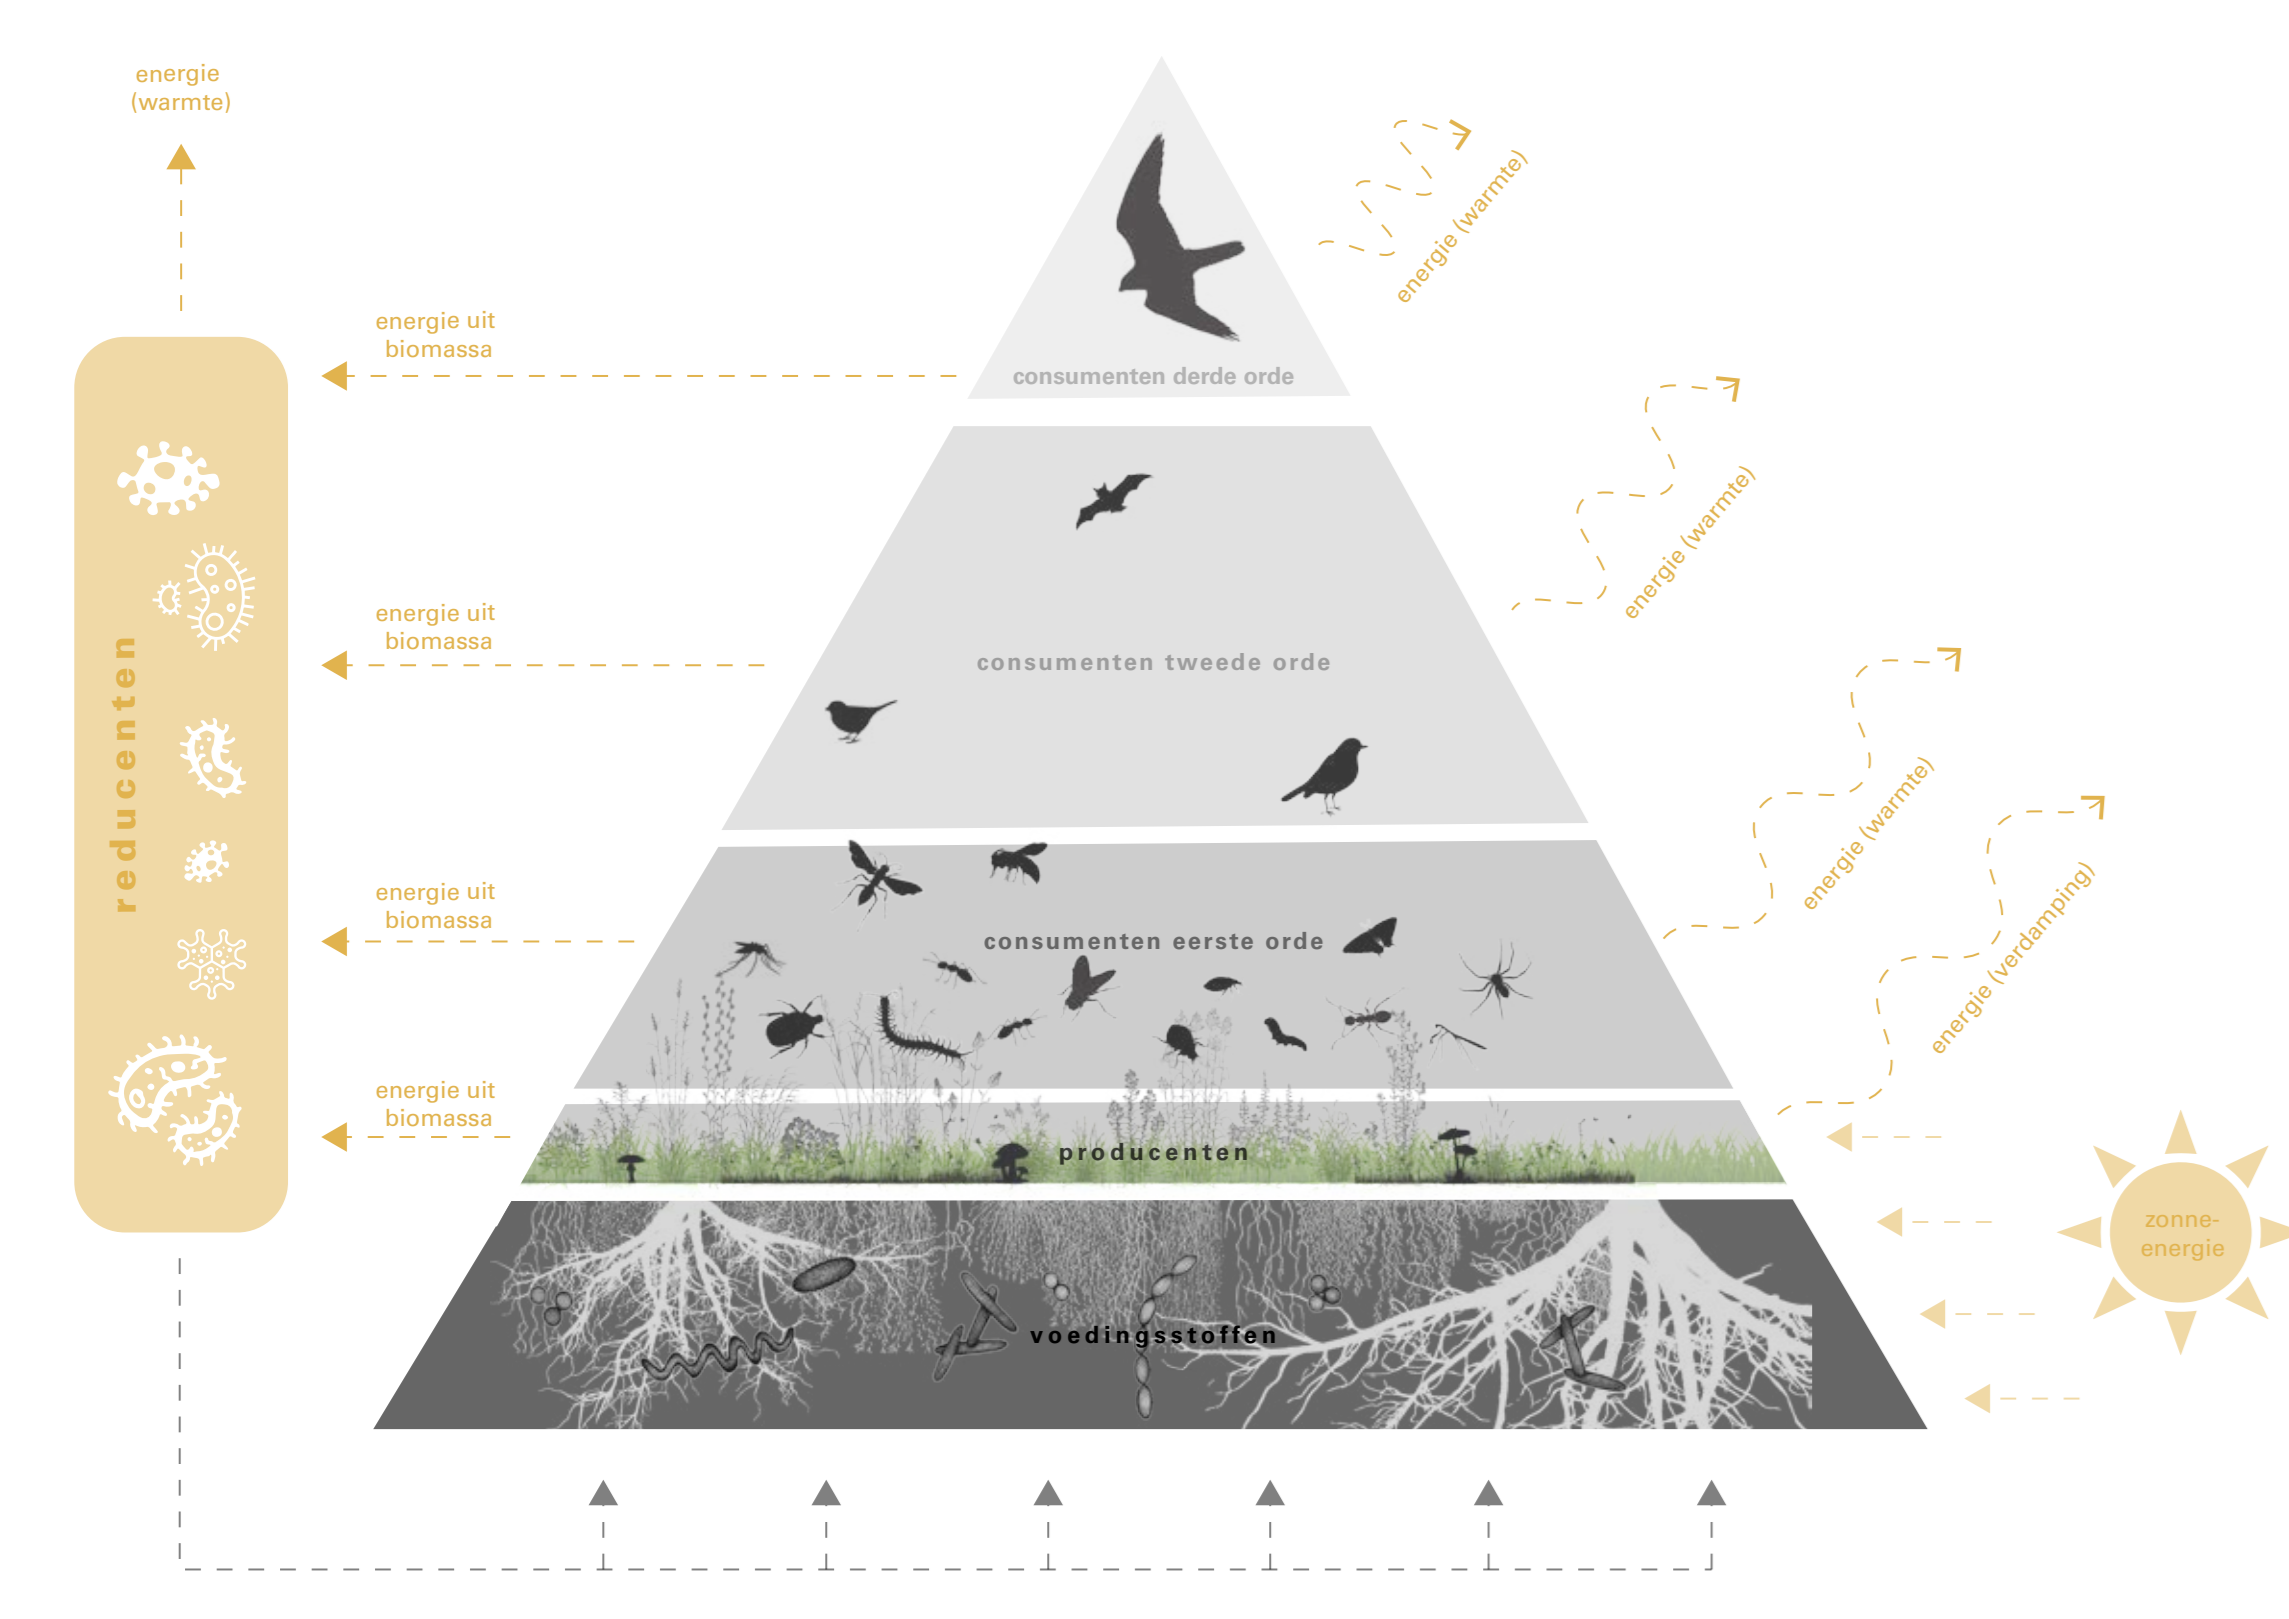 energie
(warmte)
energie (warmte)
energie uit
biomassa
consumenten derde orde
energie (warmte)
energie uit
biomassa
consumenten tweede orde
reducenten
energie (warmte)
energie uit
biomassa
consumenten eerste orde
energie (verdamping)
energie uit
biomassa
producenten
zonne-
energie
voedingsstoffen